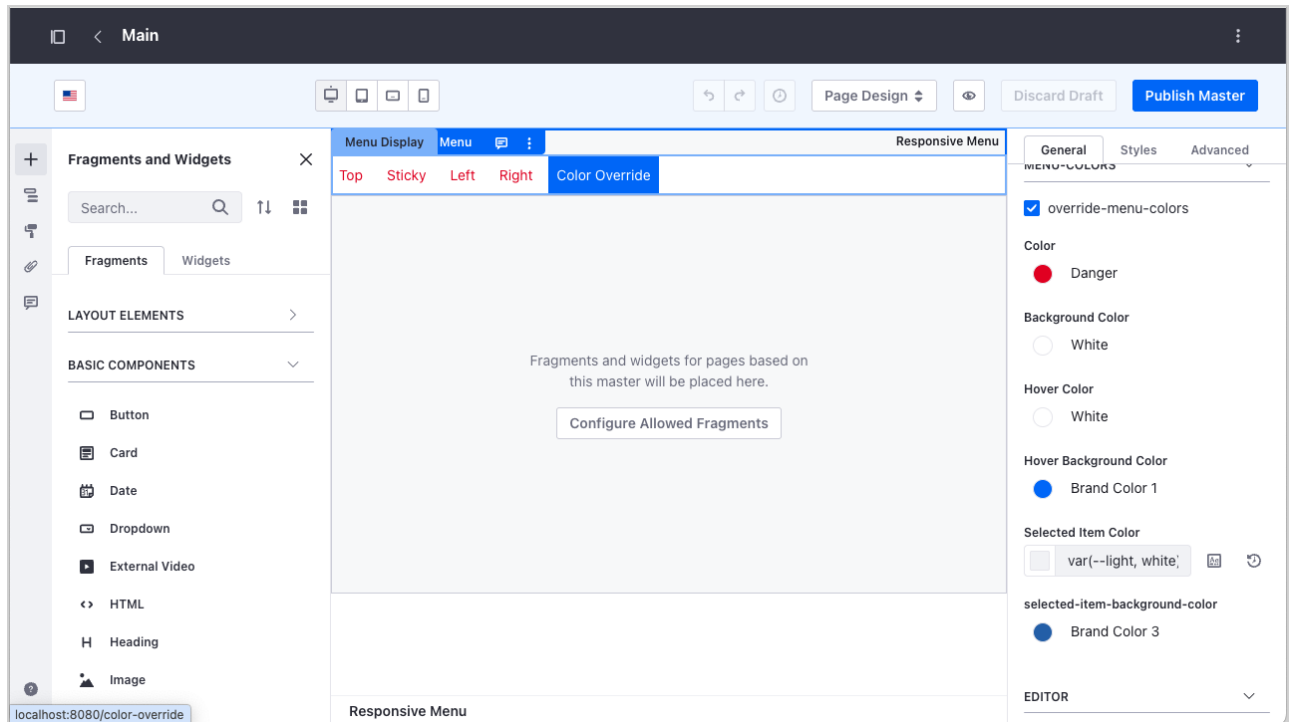 Main
Page Design
Discard Draft
Publish Master
Fragments and Widgets
Search...
Fragments
Widgets
LAYOUT ELEMENTS
BASIC COMPONENTS
Button
Card
Date
Dropdown
External Video
HTML
H Heading
Image
localhost:8080/color-override
Menu Display
Menu
Responsive Menu
Top
Sticky
Left
Right
Color Override
Fragments and widgets for pages based on
this master will be placed here.
Configure Allowed Fragments
Responsive Menu
General
Styles
Advanced
MENU-COLORS
override-menu-colors
Color
Danger
Background Color
White
Hover Color
White
Hover Background Color
Brand Color 1
Selected Item Color
var(--light, white)
selected-item-background-color
Brand Color 3
EDITOR